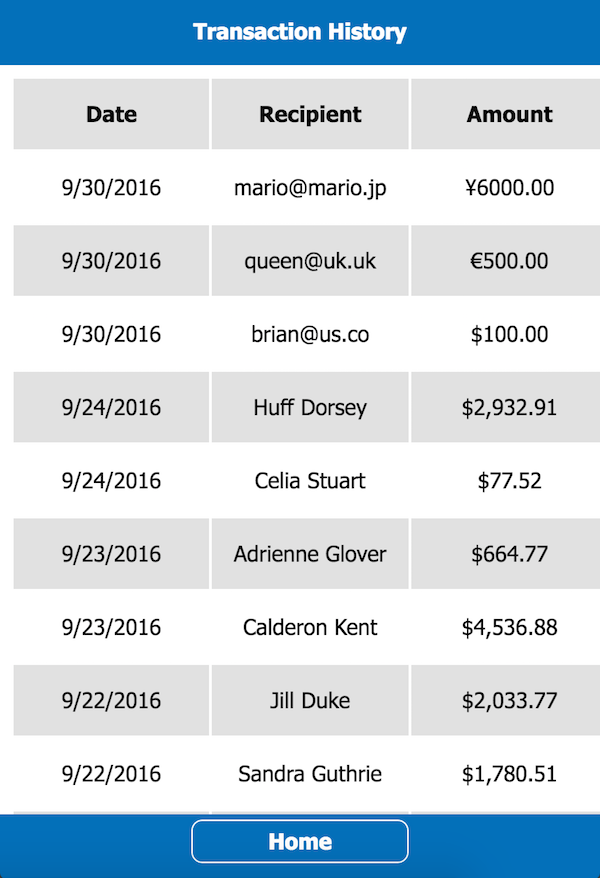 Transaction History
Date Recipient Amount
9/30/2016 mario@mario.jp ¥6000.00
9/30/2016 queen@uk.uk €500.00
9/30/2016 brian@us.co $100.00
9/24/2016 Huff Dorsey $2,932.91
9/24/2016 Celia Stuart $77.52
9/23/2016 Adrienne Glover $664.77
9/23/2016 Calderon Kent $4,536.88
9/22/2016 Jill Duke $2,033.77
9/22/2016 Sandra Guthrie $1,780.51
Home